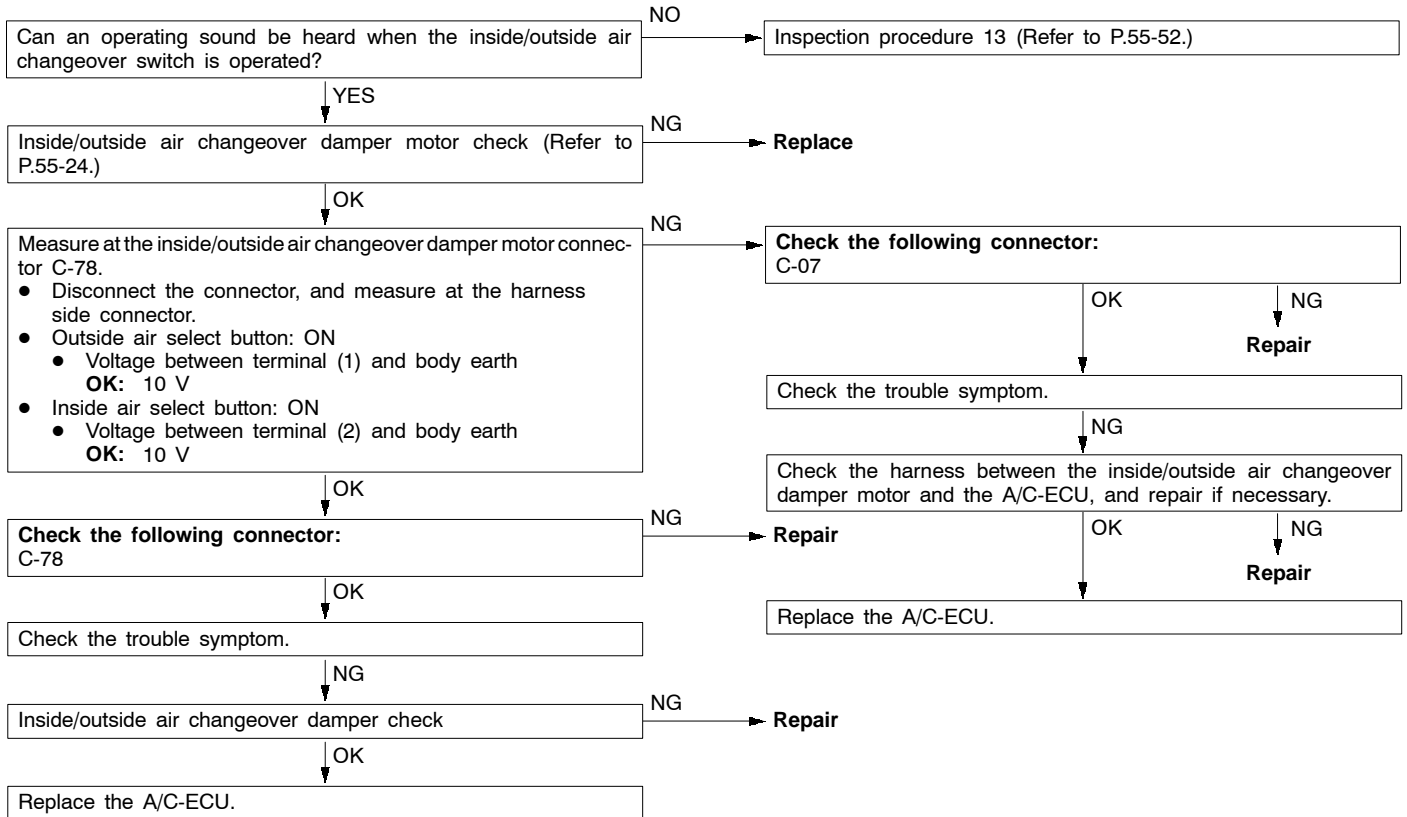 Can an operating sound be heard when the inside/outside air
changeover switch is operated?
NO
Inspection procedure 13 (Refer to P.55-52.)
YES
Inside/outside air changeover damper motor check (Refer to
P.55-24.)
NG
Replace
OK
Measure at the inside/outside air changeover damper motor connec-
tor C-78.
● Disconnect the connector, and measure at the harness
side connector.
● Outside air select button: ON
● Voltage between terminal (1) and body earth
OK: 10 V
● Inside air select button: ON
● Voltage between terminal (2) and body earth
OK: 10 V
NG
Check the following connector:
C-07
OK
NG
Repair
Check the trouble symptom.
NG
Check the harness between the inside/outside air changeover
damper motor and the A/C-ECU, and repair if necessary.
OK
NG
Repair
Replace the A/C-ECU.
OK
Check the following connector:
C-78
NG
Repair
OK
Check the trouble symptom.
NG
Inside/outside air changeover damper check
NG
Repair
OK
Replace the A/C-ECU.